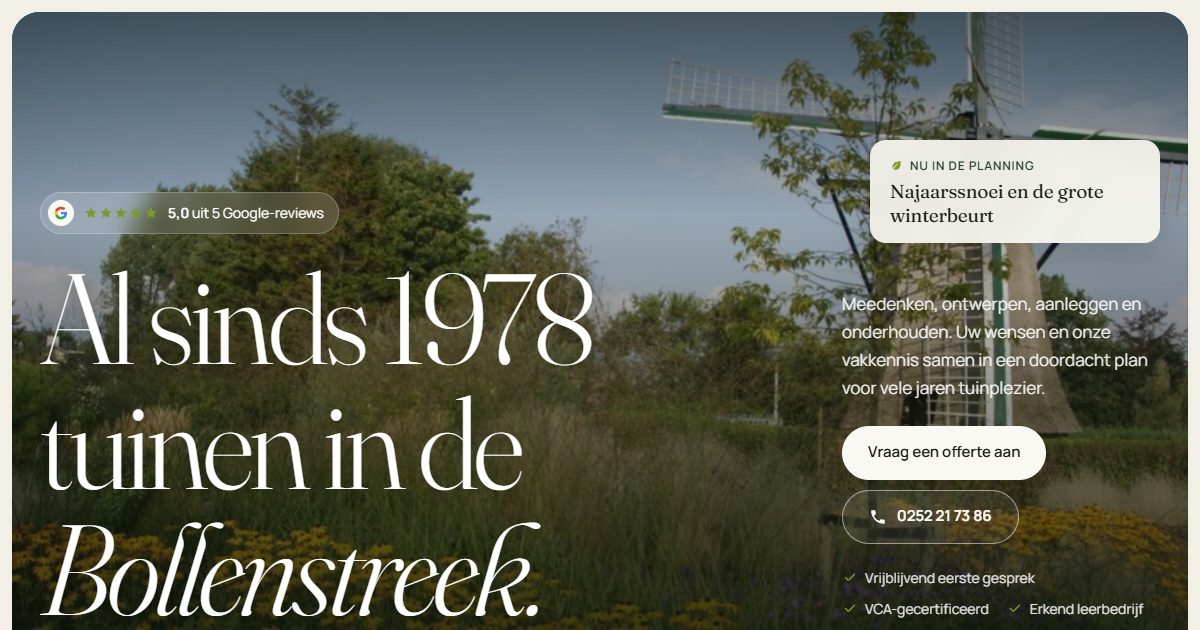 NU IN DE PLANNING
Najaarssnoei en de grote
winterbeurt
5,0 uit 5 Google-reviews
Al sinds 1978
tuinen in de
Bollenstreek.
Meedenken, ontwerpen, aanleggen en
onderhouden. Uw wensen en onze
vakkennis samen in een doordacht plan
voor vele jaren tuinplezier.
Vraag een offerte aan
0252 21 73 86
Vrijblijvend eerste gesprek
VCA-gecertificeerd Erkend leerbedrijf